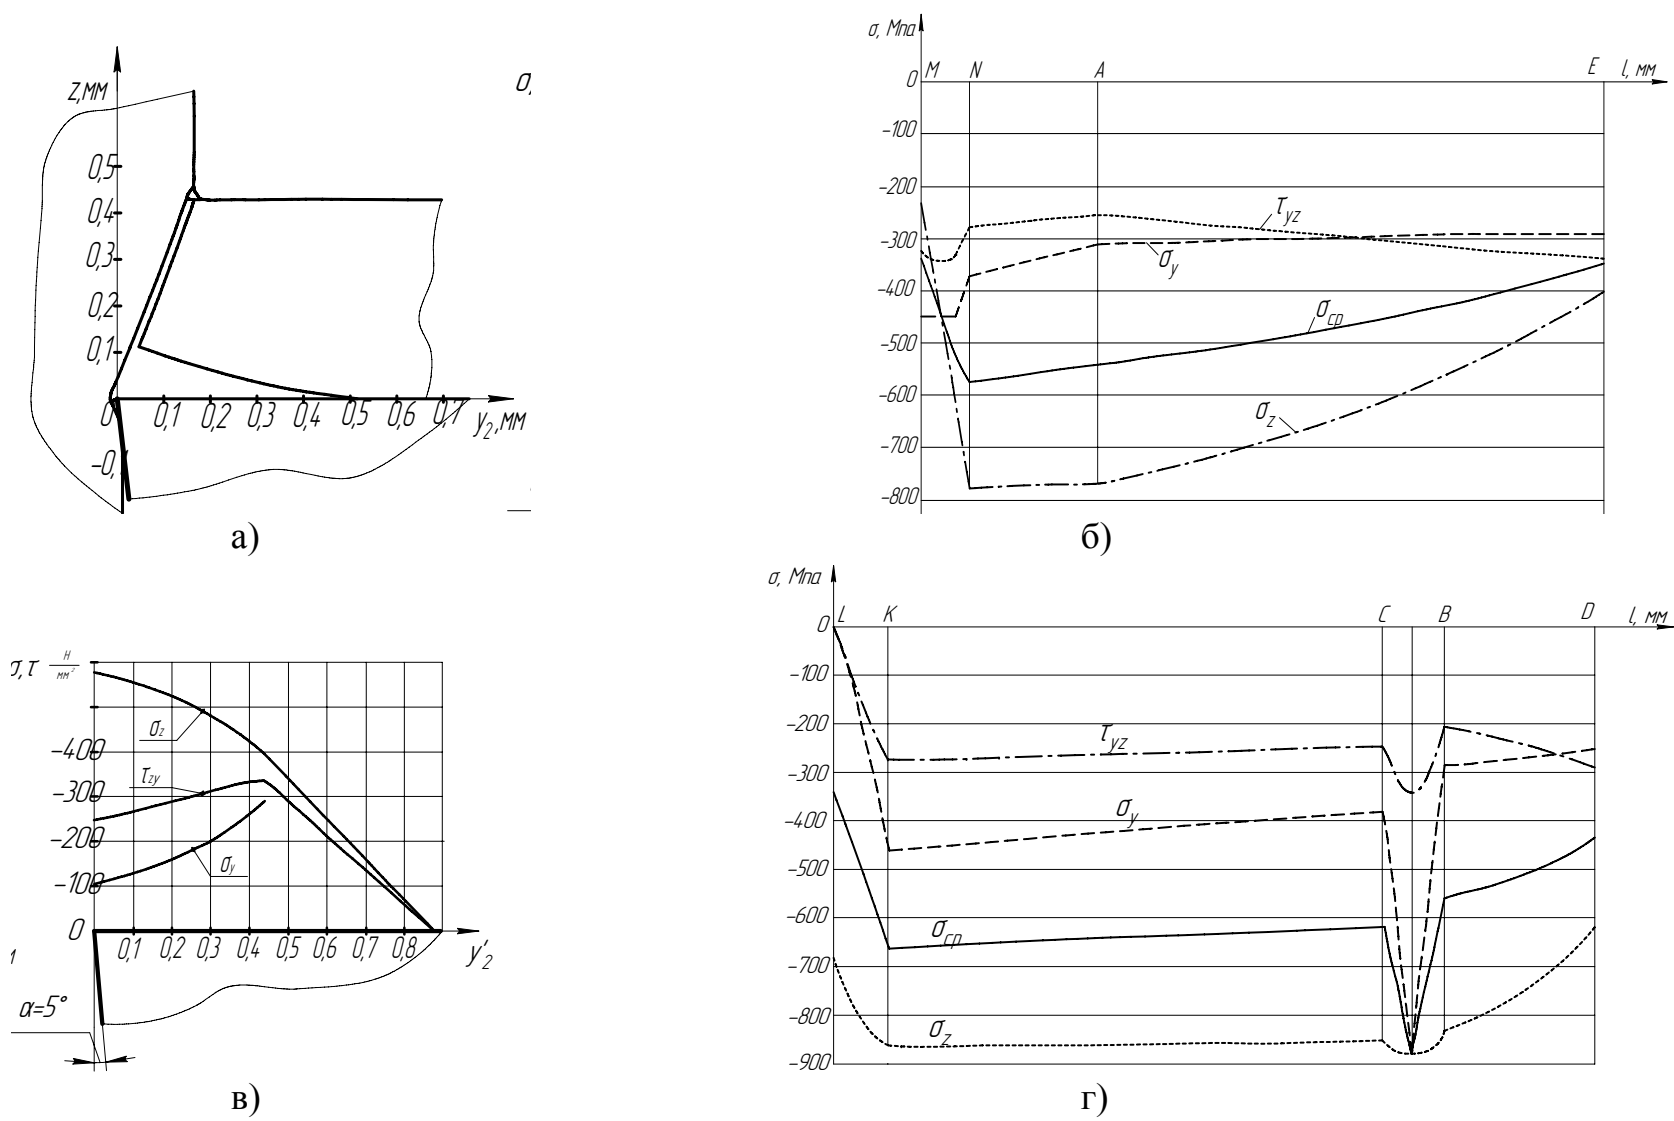 z,мм
0,5
0,4
0,3
0,2
0,1
0
0,1 0,2 0,3 0,4 0,5 0,6 0,7 y₂,мм
а)
σ, Мпа
0 M N A E l, мм
-100
-200
τyz
-300
σy
-400
σср
-500
-600
σz
-700
-800
б)
σ,τ н/мм²
σz
-400
τzy
-300
-200
σy
-100
0
0,1 0,2 0,3 0,4 0,5 0,6 0,7 0,8 y₂'
α=5°
в)
σ, Мпа
0 L K C B D l, мм
-100
-200
τyz
-300
σy
-400
-500
-600
σср
-700
-800
σz
-900
г)